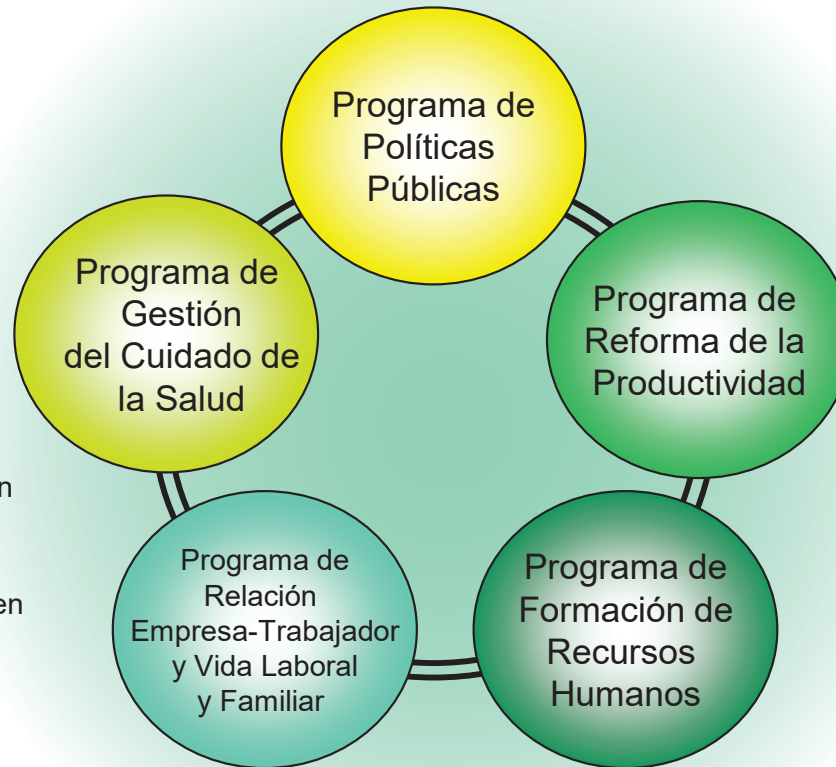 Programa de
Políticas
Públicas
Programa de
Gestión
del Cuidado de
la Salud
Programa de
Reforma de la
Productividad
n
en
Programa de
Relación
Empresa-Trabajador
y Vida Laboral
y Familiar
Programa de
Formación de
Recursos
Humanos